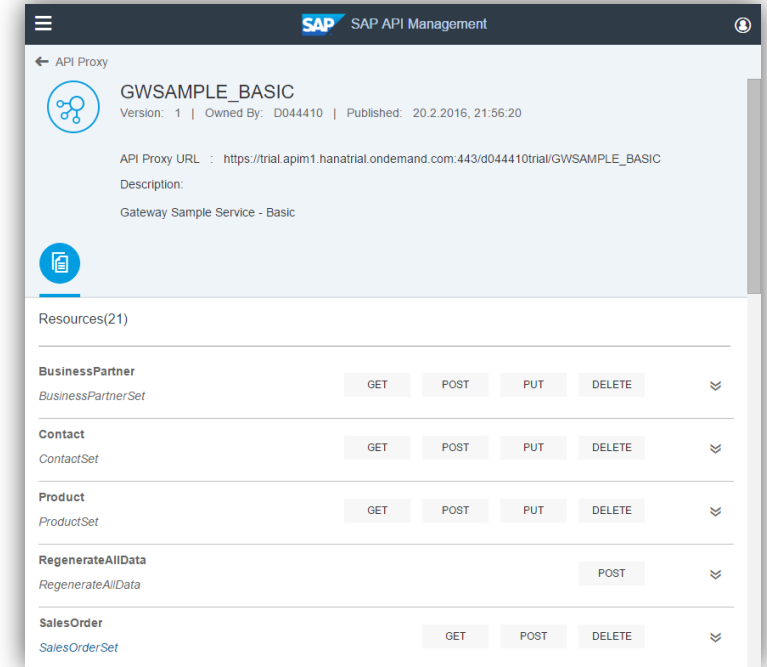 SAP SAP API Management
API Proxy
GWSAMPLE_BASIC
Version: 1 | Owned By: D044410 | Published: 20.2.2016, 21:56:20
API Proxy URL : https://trial.apim1.hanatrial.ondemand.com:443/d044410trial/GWSAMPLE_BASIC
Description:
Gateway Sample Service - Basic
Resources(21)
BusinessPartner
BusinessPartnerSet
GET POST PUT DELETE
Contact
ContactSet
GET POST PUT DELETE
Product
ProductSet
GET POST PUT DELETE
RegenerateAllData
RegenerateAllData
POST
SalesOrder
SalesOrderSet
GET POST DELETE